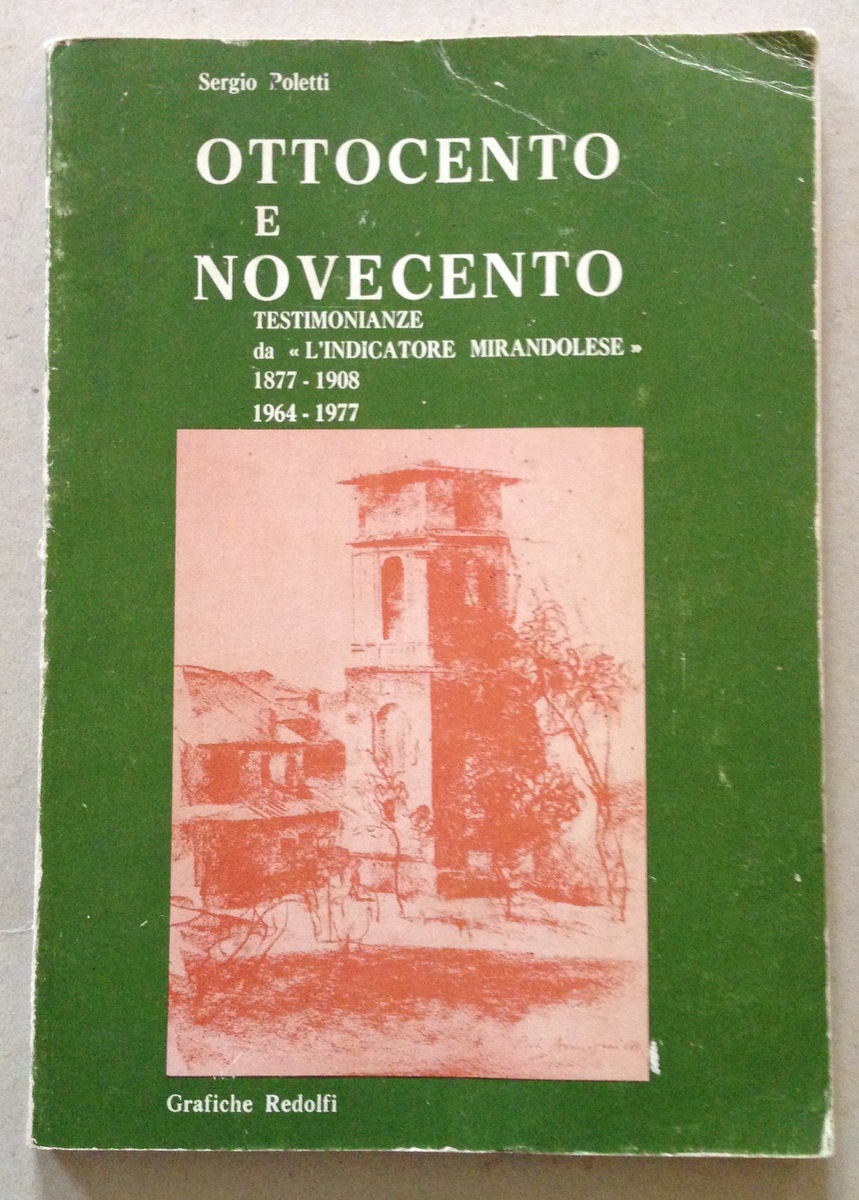 Sergio Poletti
OTTOCENTO
E
NOVECENTO
TESTIMONIANZE
da « L'INDICATORE MIRANDOLESE »
1877 - 1908
1964 - 1977
Grafiche Redolfi